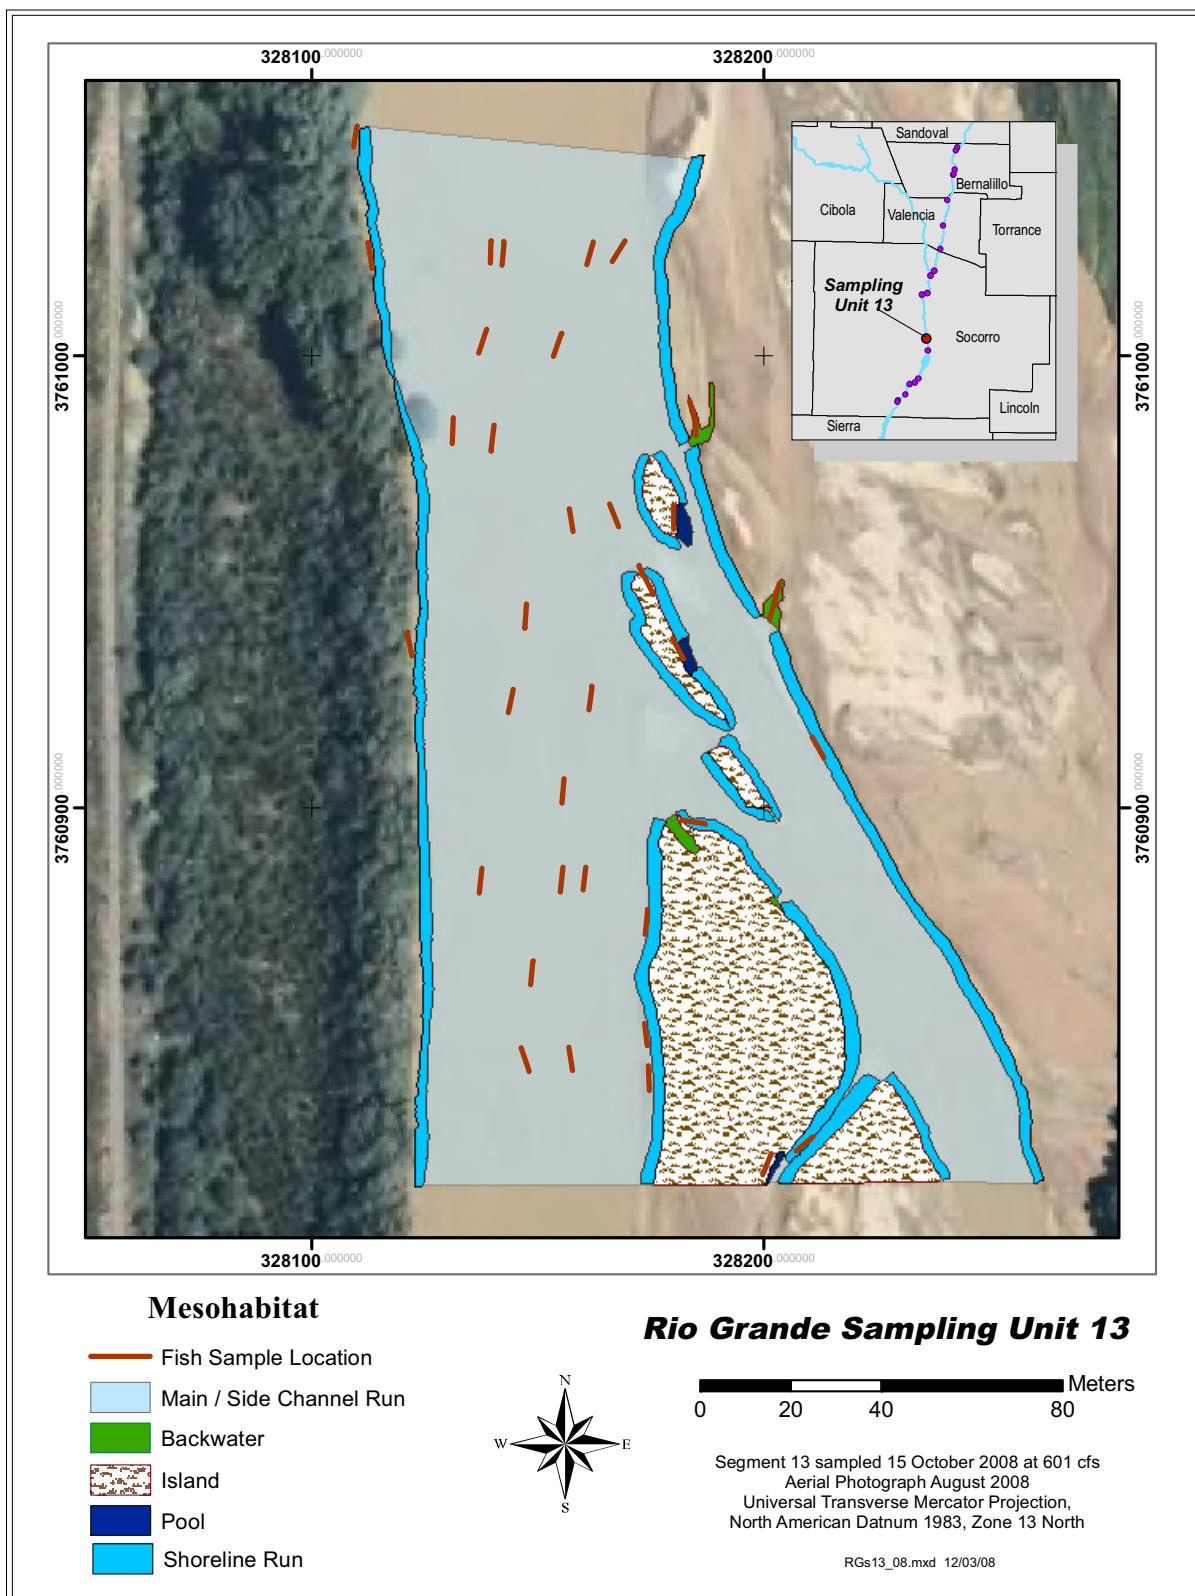 328100.000000 328200.000000
Sandoval
Bernalillo
Cibola
Valencia
Torrance
Sampling
Unit 13
Socorro
Lincoln
Sierra
3761000.000000
3761000.000000
3760900.000000
3760900.000000
328100.000000 328200.000000
Mesohabitat
Fish Sample Location
Main / Side Channel Run
Backwater
Island
Pool
Shoreline Run
N
W E
S
Rio Grande Sampling Unit 13
Meters
0 20 40 80
Segment 13 sampled 15 October 2008 at 601 cfs
Aerial Photograph August 2008
Universal Transverse Mercator Projection,
North American Datnum 1983, Zone 13 North
RGs13_08.mxd 12/03/08